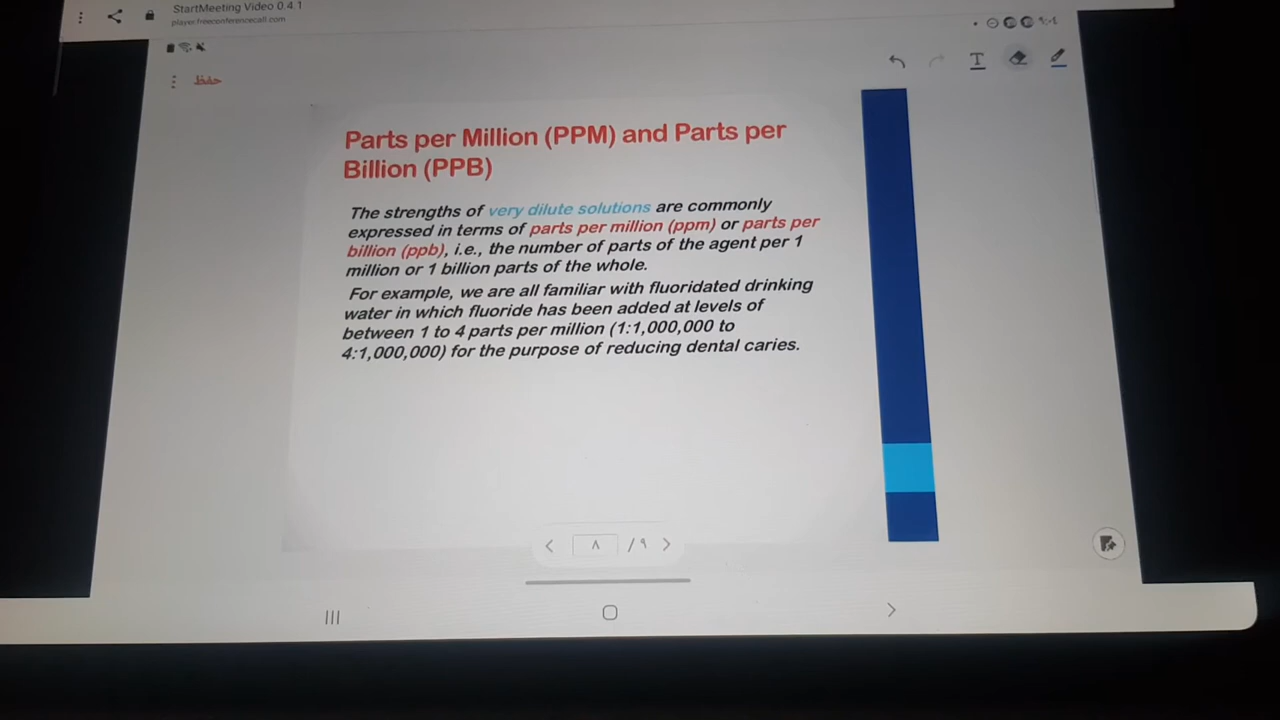 StartMeeting Video 0.4.1
player.freeconferencecall.com
حفظ
T
Parts per Million (PPM) and Parts per
Billion (PPB)
The strengths of very dilute solutions are commonly
expressed in terms of parts per million (ppm) or parts per
billion (ppb), i.e., the number of parts of the agent per 1
million or 1 billion parts of the whole.
For example, we are all familiar with fluoridated drinking
water in which fluoride has been added at levels of
between 1 to 4 parts per million (1:1,000,000 to
4:1,000,000) for the purpose of reducing dental caries.
٨ / ٩